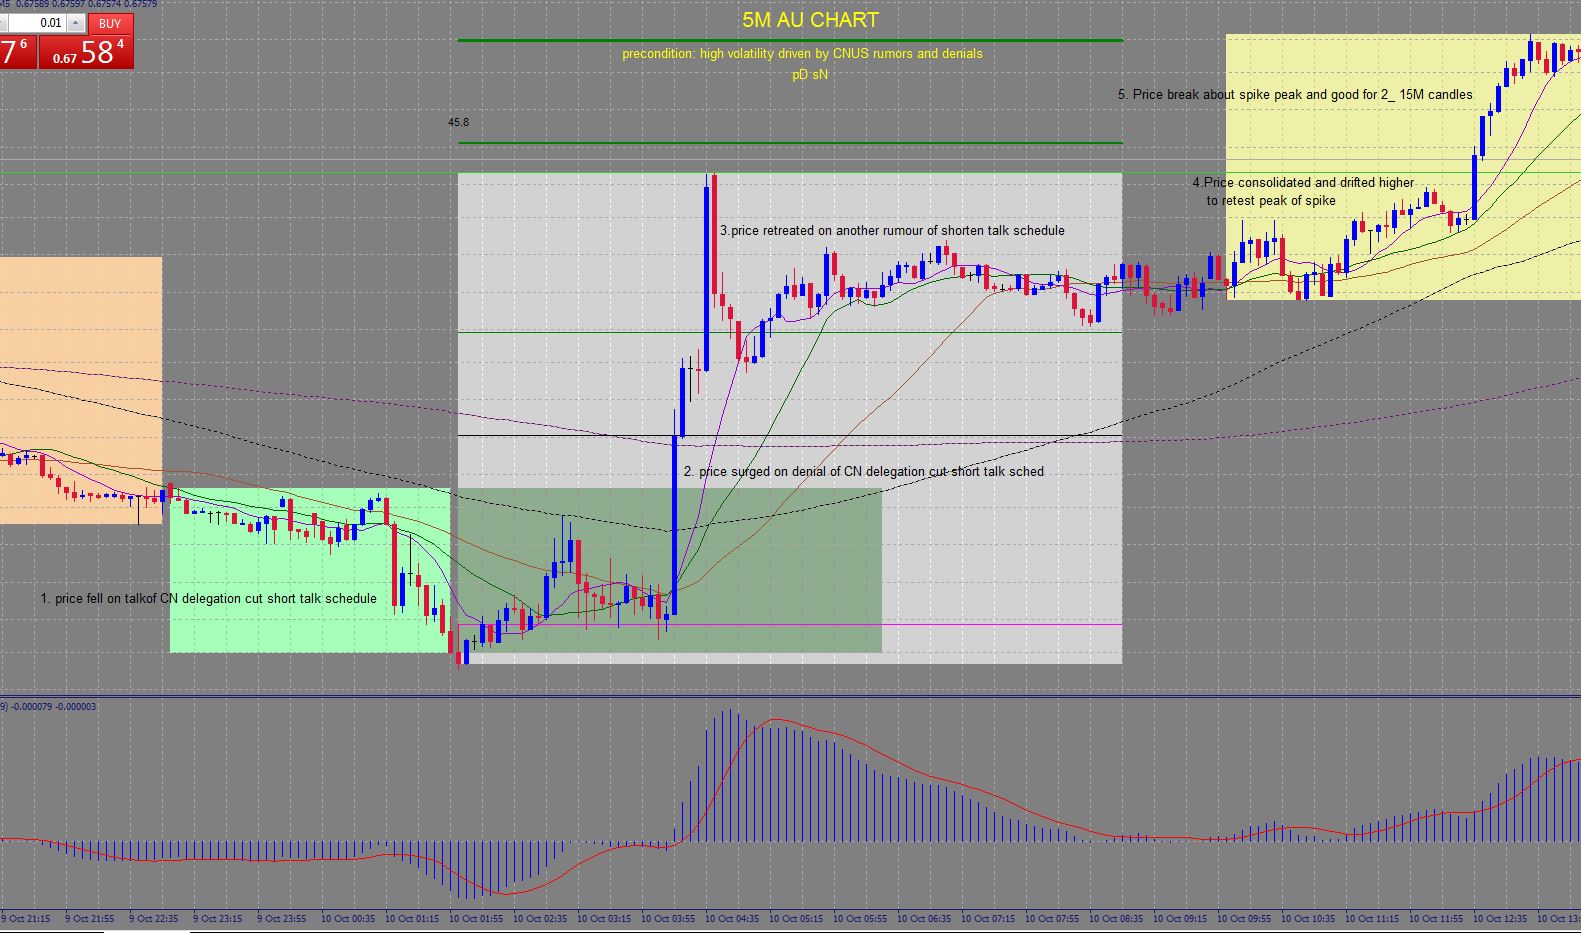 M5 0.67589 0.67597 0.67574 0.67579
0.01 BUY
7 6 0.67 58 4
5M AU CHART
precondition: high volatility driven by CNUS rumors and denials
pD sN
5. Price break about spike peak and good for 2_ 15M candles
45.8
4.Price consolidated and drifted higher
to retest peak of spike
3.price retreated on another rumour of shorten talk schedule
2. price surged on denial of CN delegation cut short talk sched
1. price fell on talkof CN delegation cut short talk schedule
9) -0.000079 -0.000003
9 Oct 21:15 9 Oct 21:55 9 Oct 22:35 9 Oct 23:15 9 Oct 23:55 10 Oct 00:35 10 Oct 01:15 10 Oct 01:55 10 Oct 02:35 10 Oct 03:15 10 Oct 03:55 10 Oct 04:35 10 Oct 05:15 10 Oct 05:55 10 Oct 06:35 10 Oct 07:15 10 Oct 07:55 10 Oct 08:35 10 Oct 09:15 10 Oct 09:55 10 Oct 10:35 10 Oct 11:15 10 Oct 11:55 10 Oct 12:35 10 Oct 13: